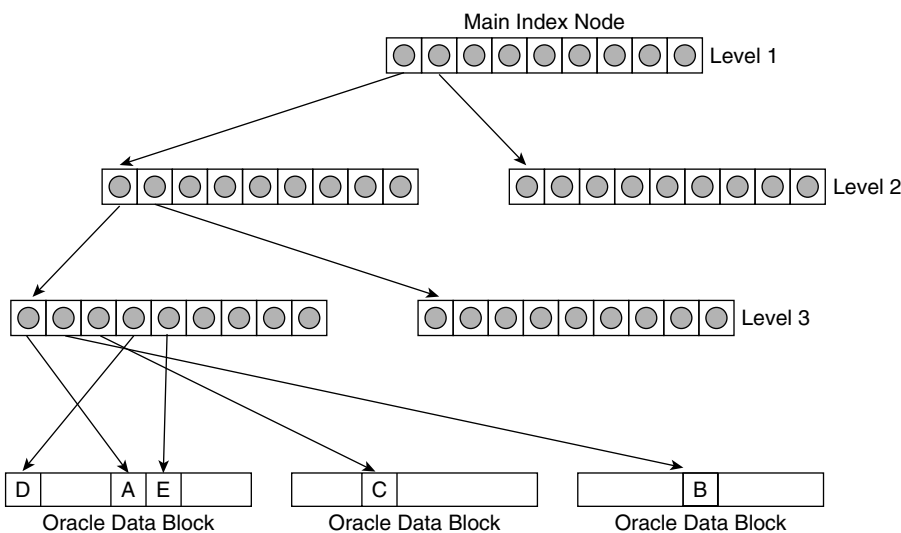 Main Index Node
Level 1
Level 2
Level 3
D A E
C
B
Oracle Data Block
Oracle Data Block
Oracle Data Block